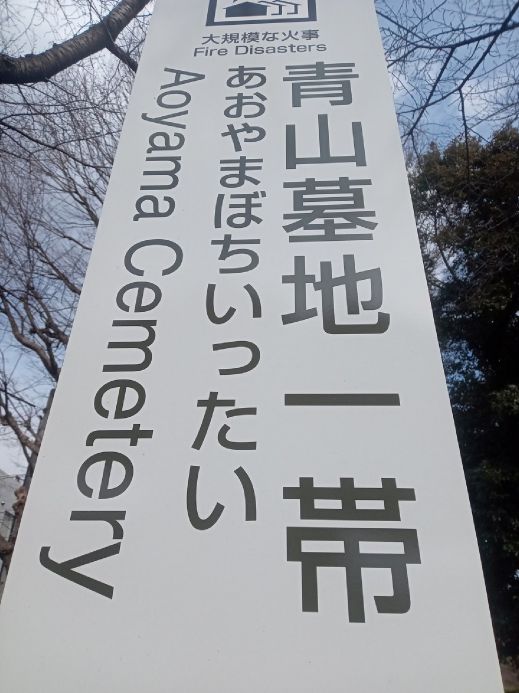 大規模な火事
Fire Disasters
青山墓地一帯
あおやまぼちいったい
Aoyama Cemetery